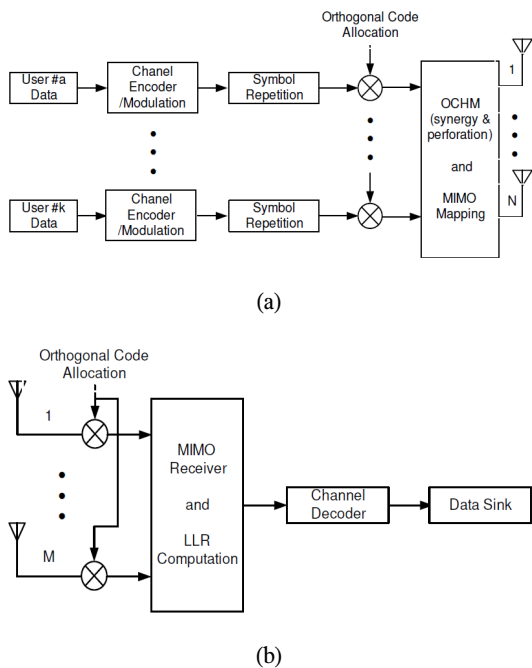 Orthogonal Code
Allocation
User #a
Data
Chanel
Encoder
/Modulation
Symbol
Repetition
1
OCHM
(synergy &
perforation)
and
MIMO
Mapping
User #k
Data
Channel
Encoder
/Modulation
Symbol
Repetition
N
(a)
Orthogonal Code
Allocation
1
MIMO
Receiver
and
LLR
Computation
Channel
Decoder
Data Sink
M
(b)